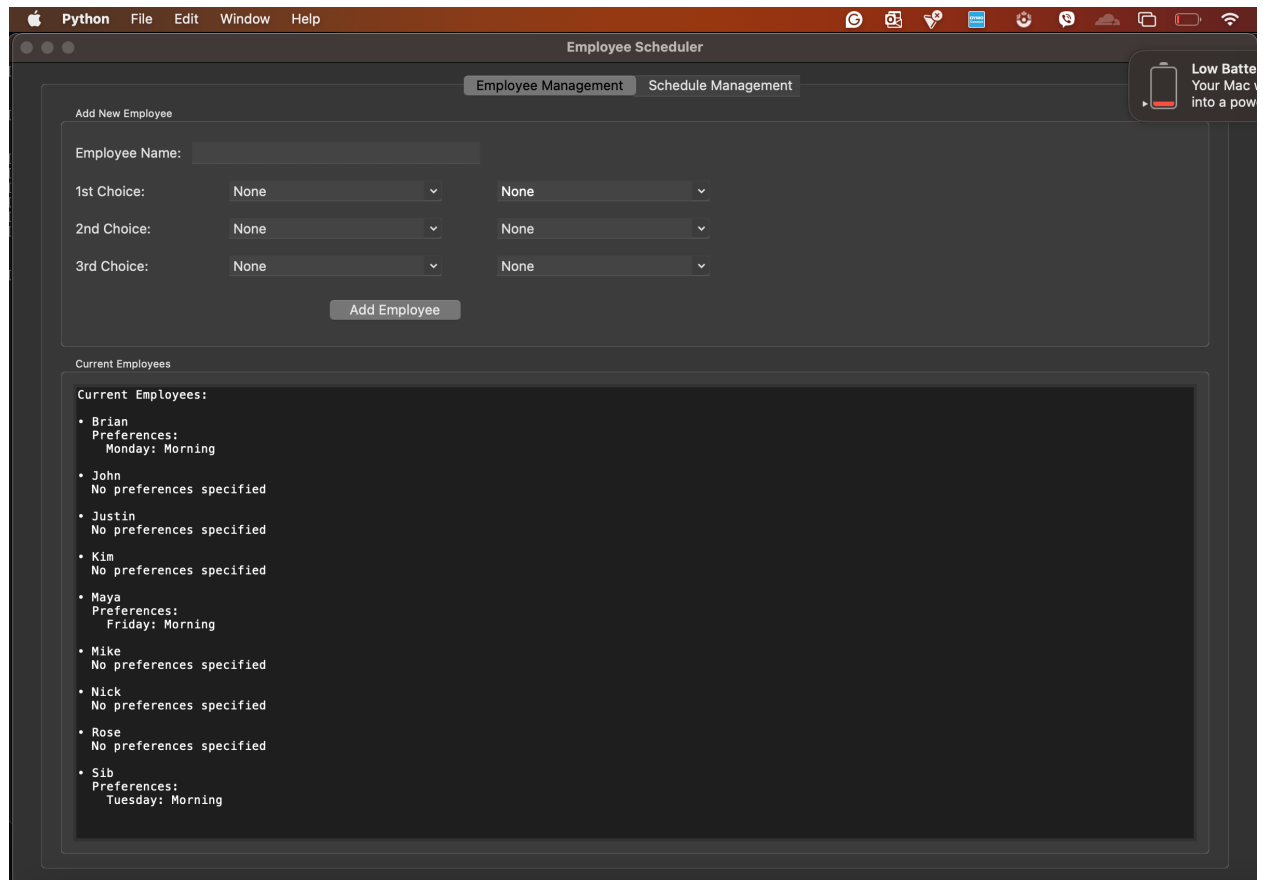 Python File Edit Window Help
Employee Scheduler
Low Batte
Your Mac
into a pow
Employee Management Schedule Management
Add New Employee
Employee Name:
1st Choice: None None
2nd Choice: None None
3rd Choice: None None
Add Employee
Current Employees
Current Employees:
• Brian
Preferences:
Monday: Morning
• John
No preferences specified
• Justin
No preferences specified
• Kim
No preferences specified
• Maya
Preferences:
Friday: Morning
• Mike
No preferences specified
• Nick
No preferences specified
• Rose
No preferences specified
• Sib
Preferences:
Tuesday: Morning